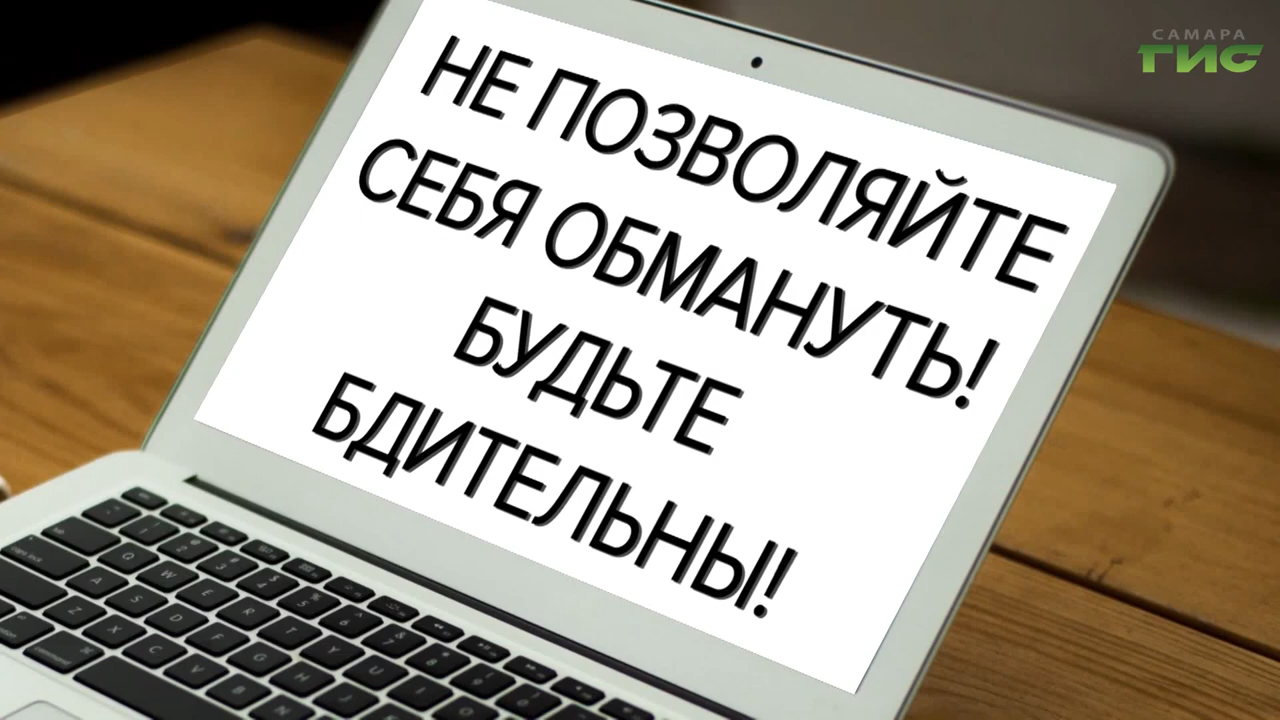 САМАРА
ГИС
НЕ ПОЗВОЛЯЙТЕ
СЕБЯ ОБМАНУТЬ!
БУДЬТЕ
БДИТЕЛЬНЫ!